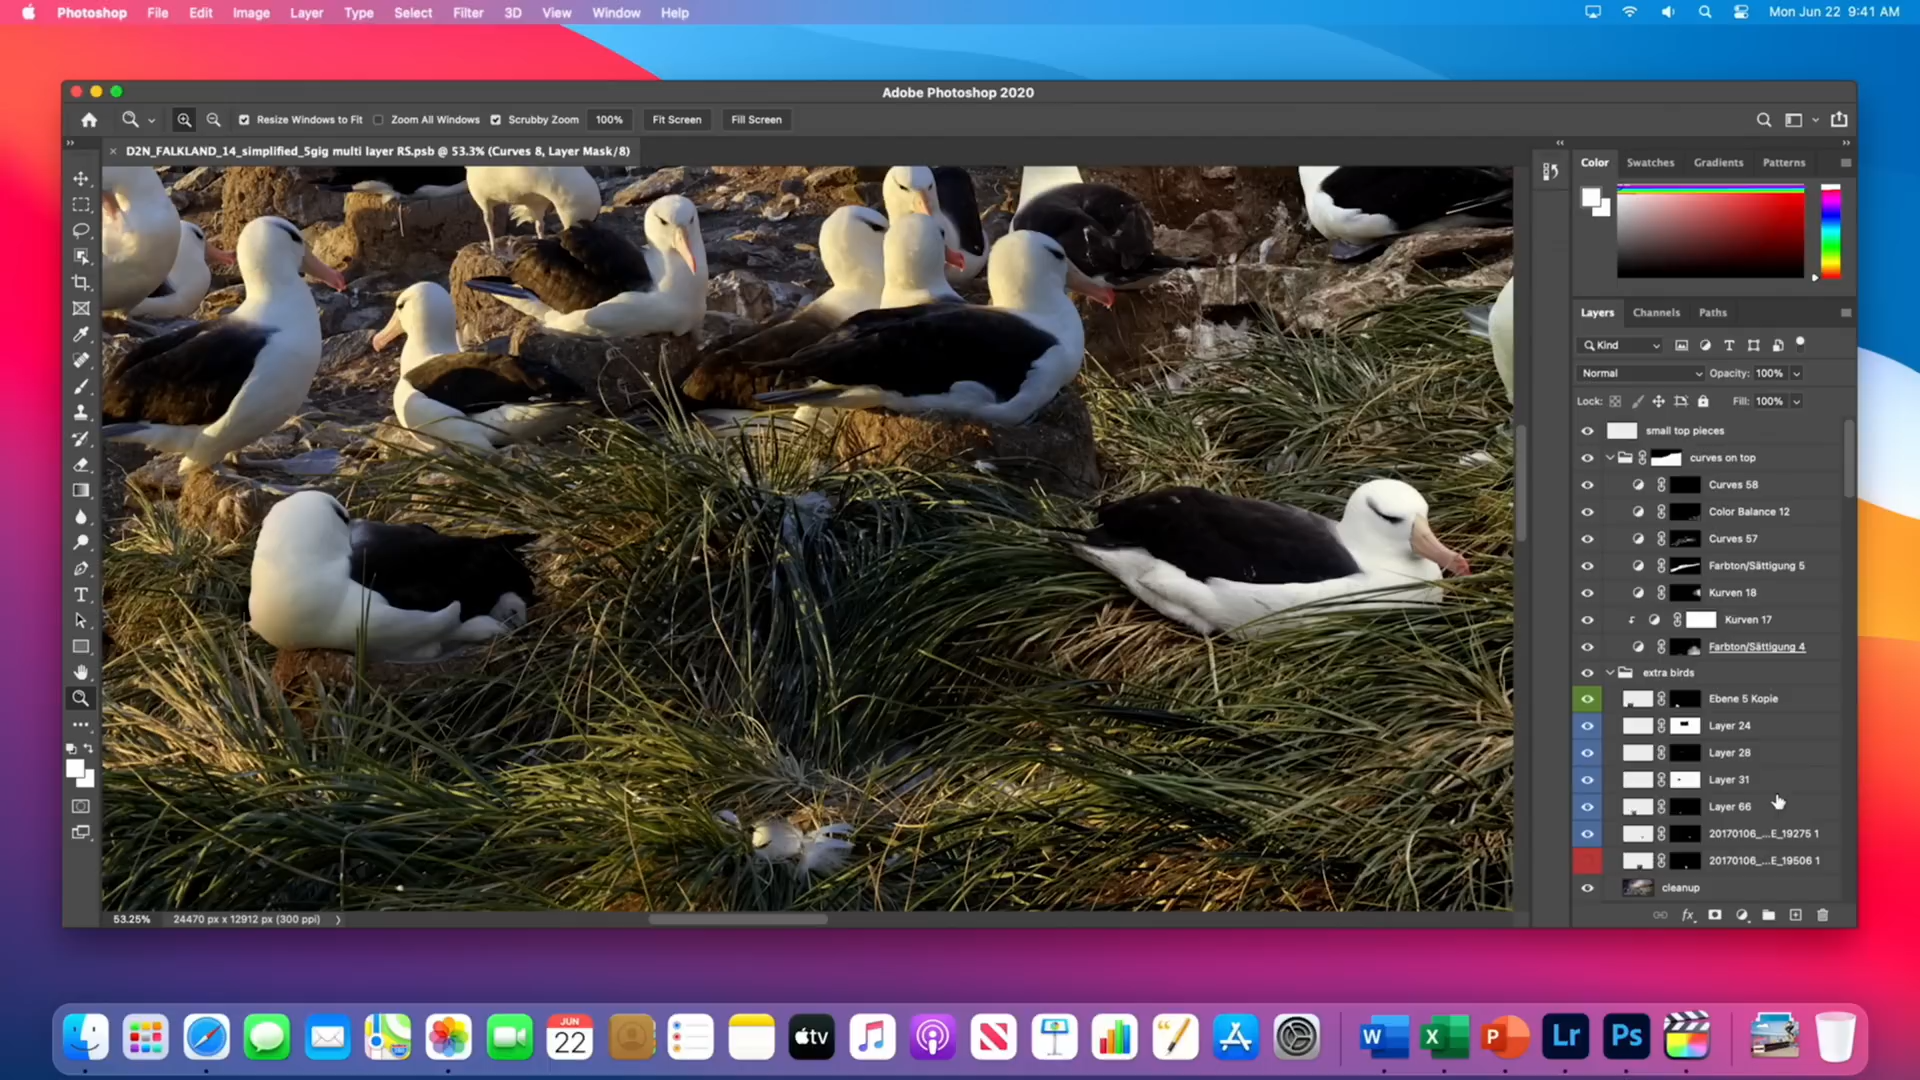 Photoshop File Edit Image Layer Type Select Filter 3D View Window Help Mon Jun 22 9:41 AM
Adobe Photoshop 2020
Resize Windows to Fit Zoom All Windows Scrubby Zoom 100% Fit Screen Fill Screen
D2N_FALKLAND_14_simplified_5gig multi layer RS.psb @ 53.3% (Curves 8, Layer Mask/8)
Color Swatches Gradients Patterns
Layers Channels Paths
Kind
Normal Opacity: 100%
Lock: Fill: 100%
small top pieces
curves on top
Curves 58
Color Balance 12
Curves 57
Farbton/Sättigung 5
Kurven 18
Kurven 17
Farbton/Sättigung 4
extra birds
Ebene 5 Kopie
Layer 24
Layer 28
Layer 31
Layer 66
20170106_...E_19275 1
20170106_...E_19506 1
cleanup
53.25% 24470 px x 12912 px (300 ppi)
JUN
22
tv
W
X
P
Lr
Ps